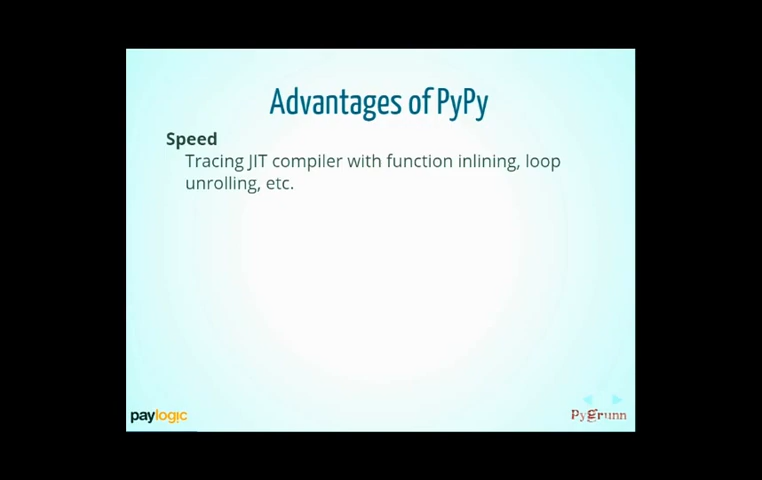 Advantages of PyPy
Speed
Tracing JIT compiler with function inlining, loop
unrolling, etc.
paylogic
Pygrunn